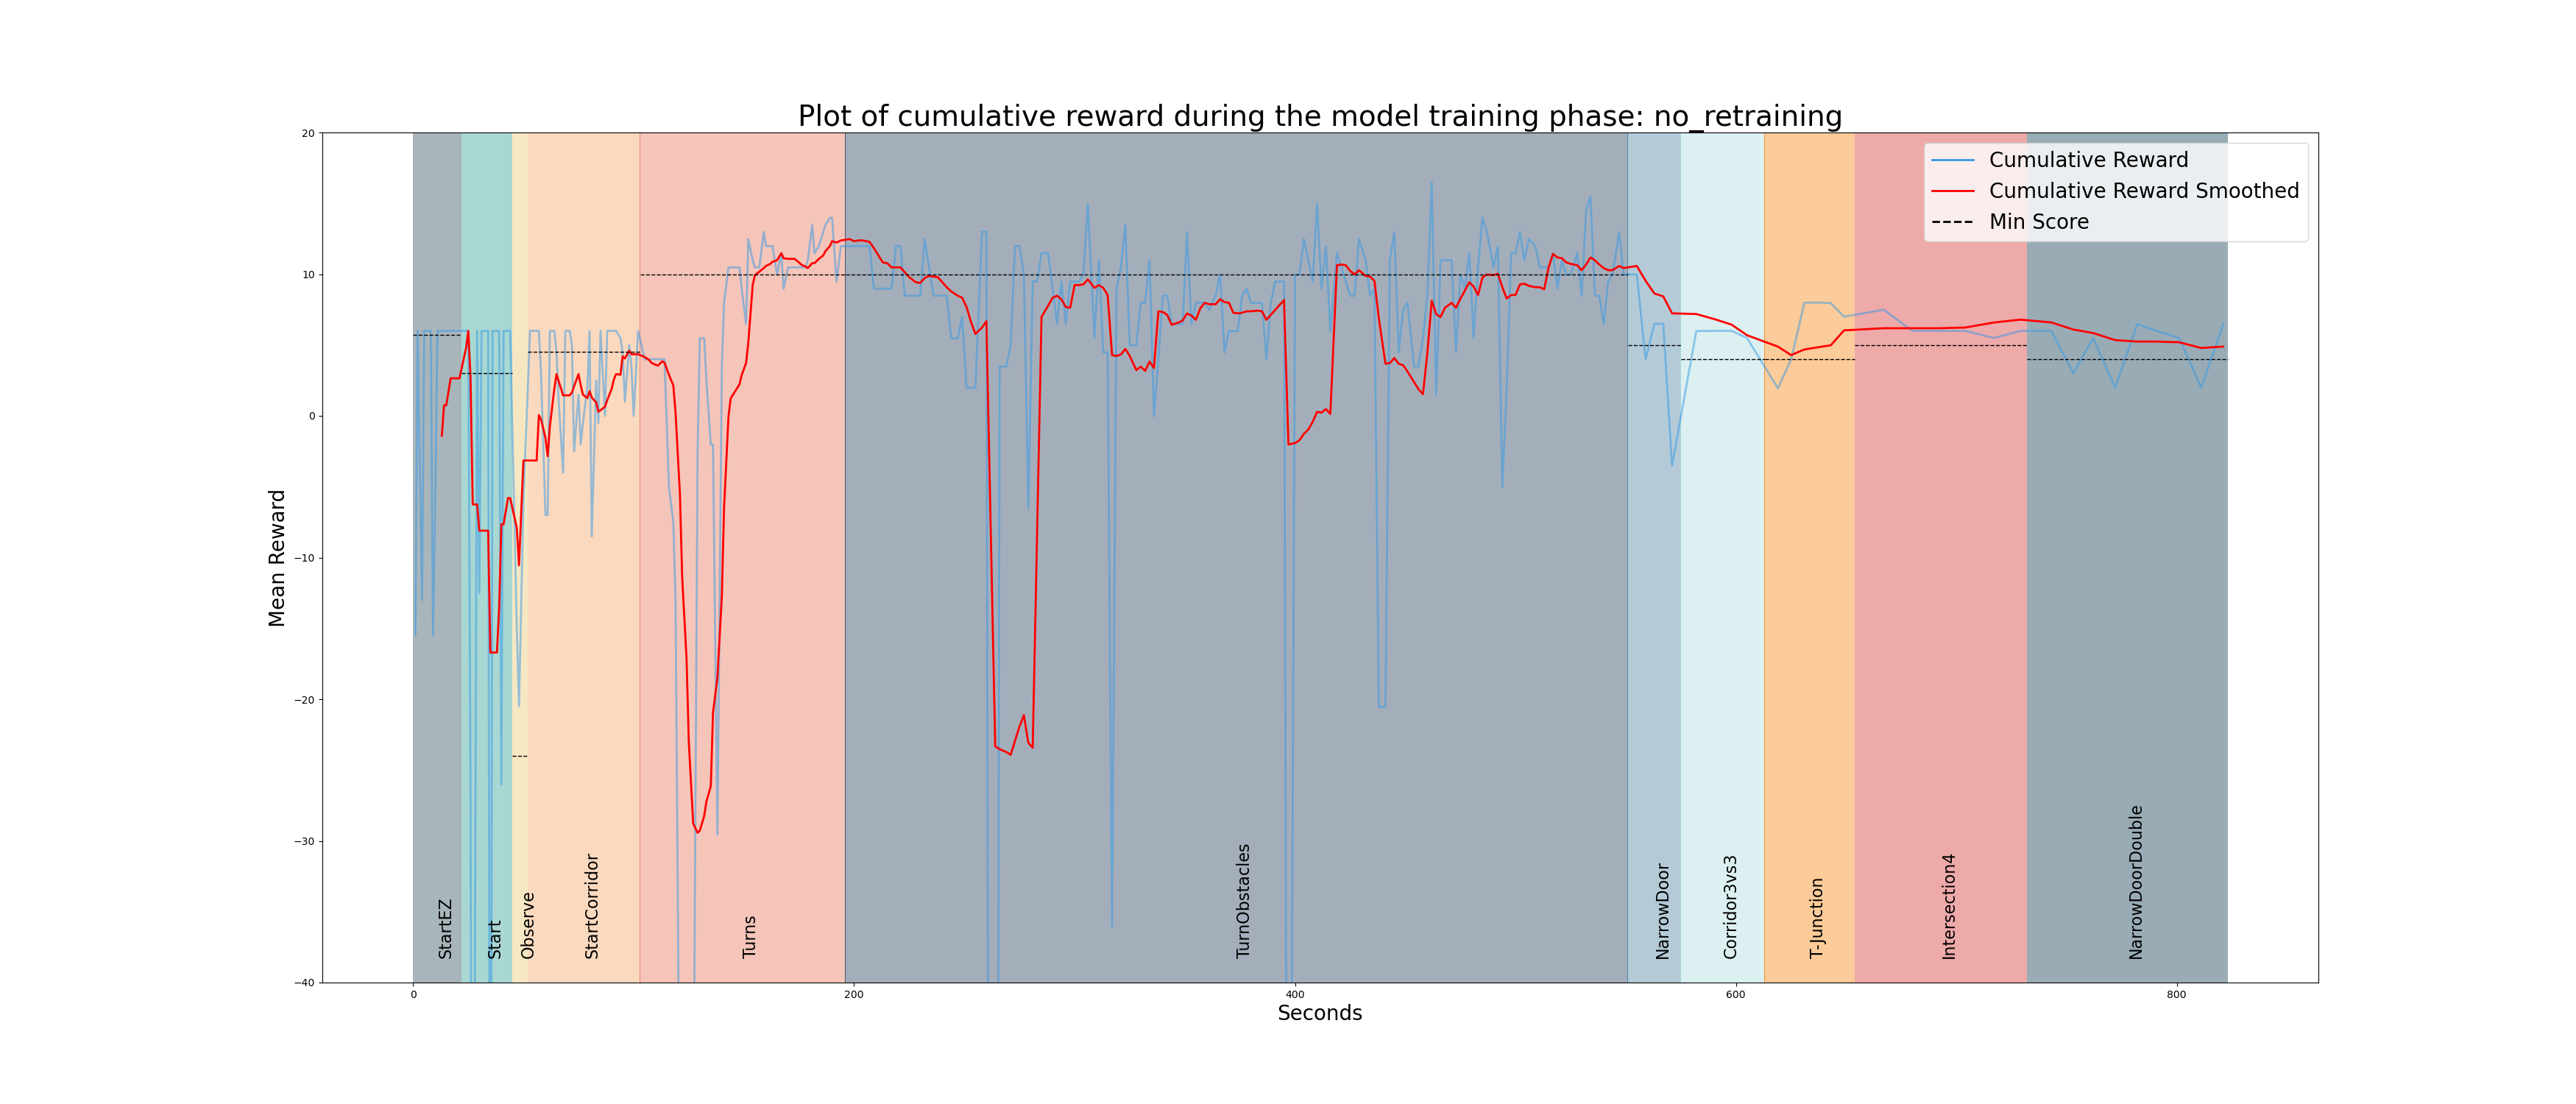 Plot of cumulative reward during the model training phase: no_retraining
Cumulative Reward
Cumulative Reward Smoothed
Min Score
Mean Reward
20
10
0
−10
−20
−30
−40
StartEZ
Start
Observe
StartCorridor
Turns
TurnObstacles
NarrowDoor
Corridor3vs3
T-Junction
Intersection4
NarrowDoorDouble
0
200
400
600
800
Seconds